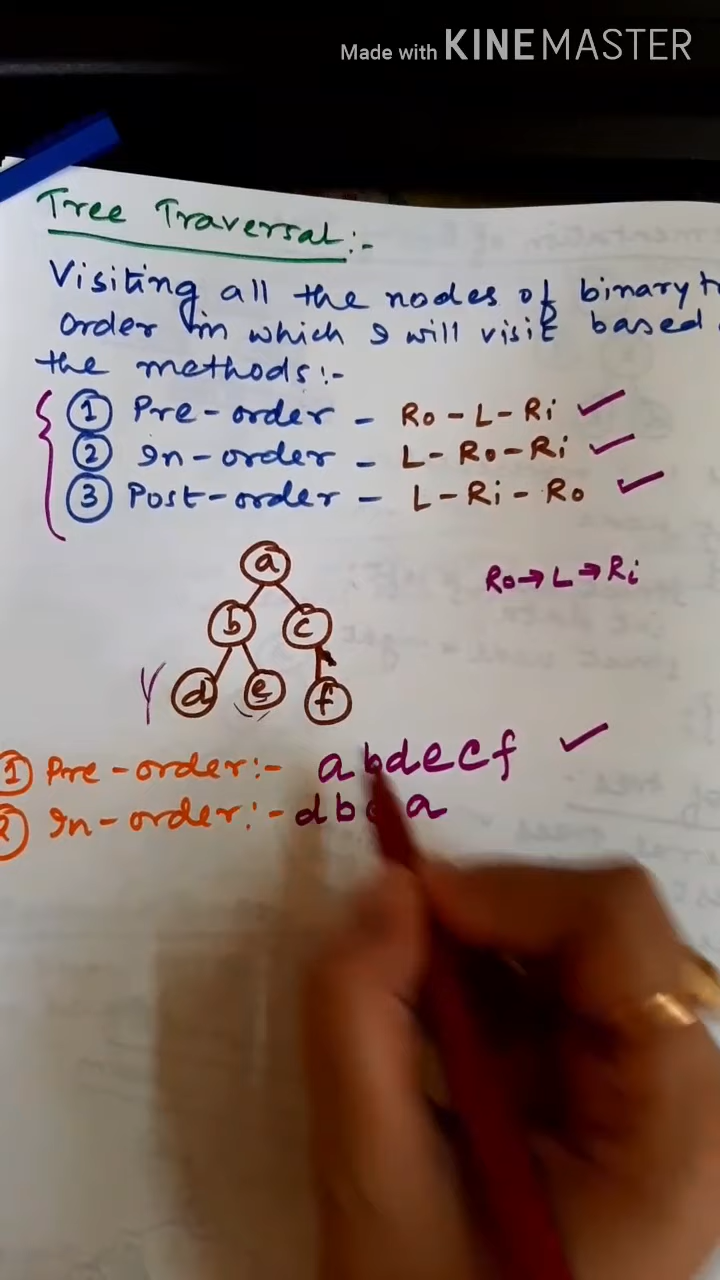 Made with KINEMASTER
Tree Traversal:-
Visiting all the nodes of binary
order in which I will visit based
the methods:-
① Pre-order - Ro-L-Ri ✓
② In-order - L-Ro-Ri ✓
③ Post-order - L-Ri-Ro ✓
a
Ro→L→Ri
b c
d e f
① Pre-order:- abdecf ✓
② In-order:- db a